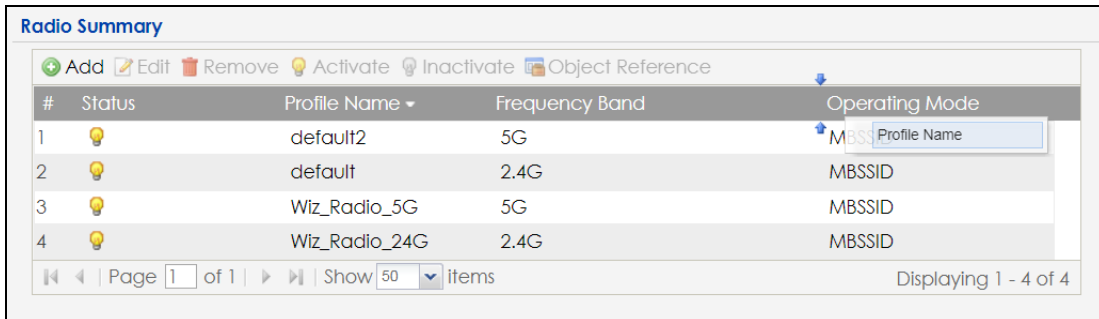 Radio Summary
Add Edit Remove Activate Inactivate Object Reference
# Status Profile Name Frequency Band Operating Mode
1 default2 5G MBSSID
Profile Name
2 default 2.4G MBSSID
3 Wiz_Radio_5G 5G MBSSID
4 Wiz_Radio_24G 2.4G MBSSID
Page 1 of 1 Show 50 items Displaying 1 - 4 of 4